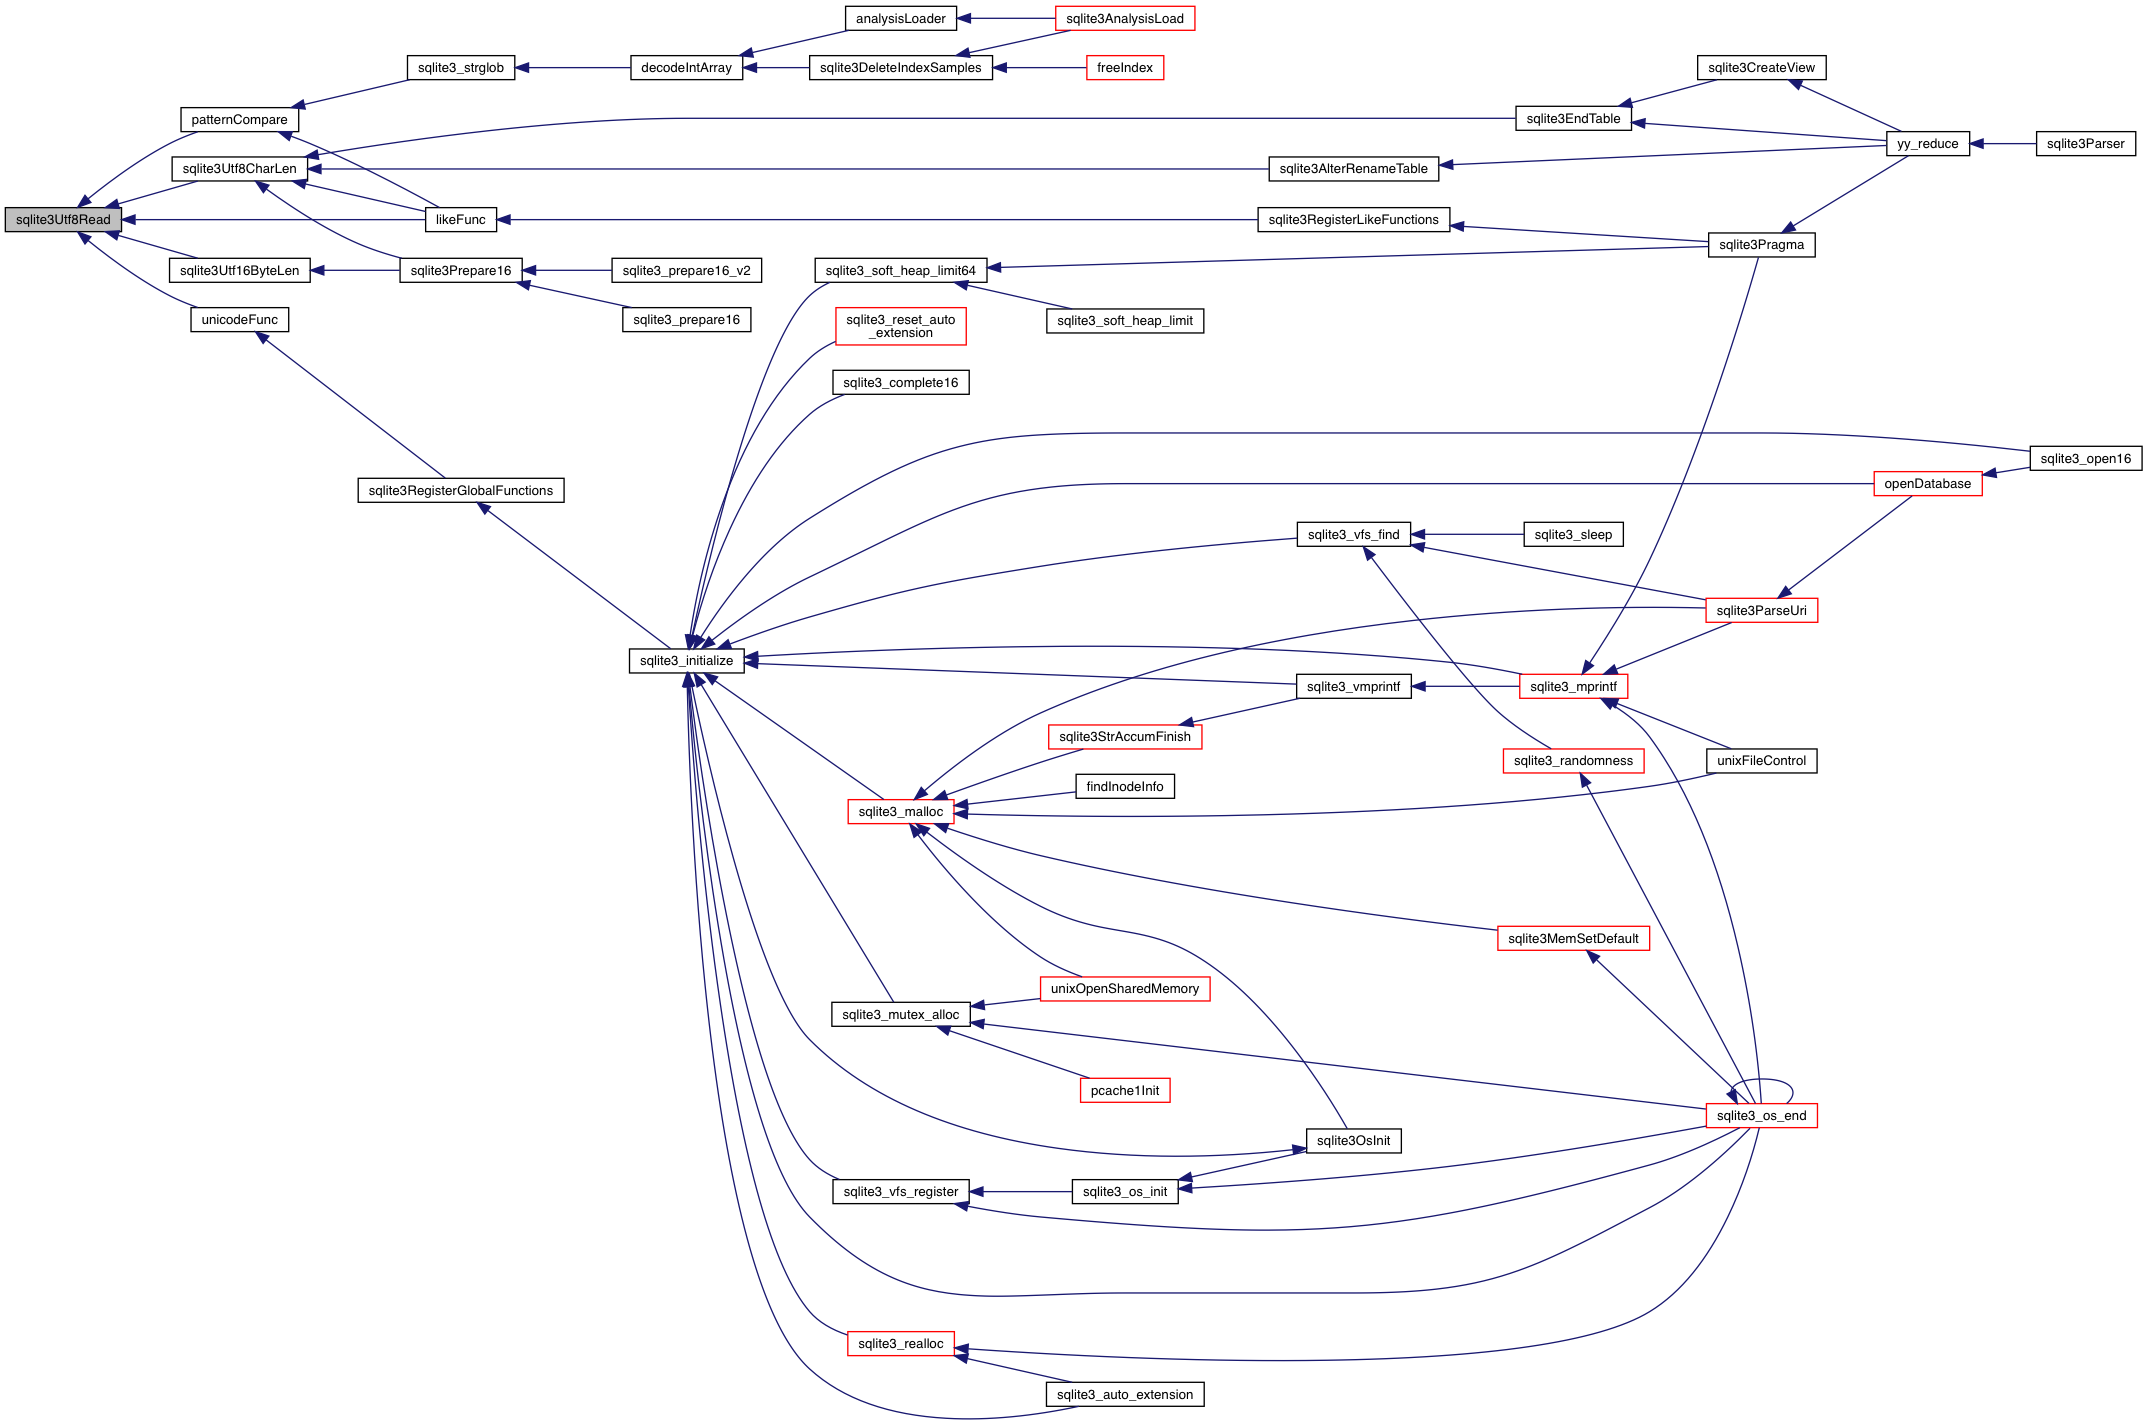 analysisLoader
sqlite3AnalysisLoad
sqlite3_strglob
decodeIntArray
sqlite3DeleteIndexSamples
freeIndex
sqlite3CreateView
patternCompare
sqlite3EndTable
yy_reduce
sqlite3Parser
sqlite3Utf8CharLen
sqlite3AlterRenameTable
sqlite3Utf8Read
likeFunc
sqlite3RegisterLikeFunctions
sqlite3Pragma
sqlite3Utf16ByteLen
sqlite3Prepare16
sqlite3_prepare16_v2
sqlite3_soft_heap_limit64
unicodeFunc
sqlite3_prepare16
sqlite3_soft_heap_limit
sqlite3_reset_auto
_extension
sqlite3_complete16
sqlite3_open16
openDatabase
sqlite3RegisterGlobalFunctions
sqlite3_vfs_find
sqlite3_sleep
sqlite3ParseUri
sqlite3_initialize
sqlite3_vmprintf
sqlite3_mprintf
sqlite3StrAccumFinish
sqlite3_randomness
unixFileControl
findInodeInfo
sqlite3_malloc
sqlite3MemSetDefault
unixOpenSharedMemory
sqlite3_mutex_alloc
pcache1Init
sqlite3_os_end
sqlite3OsInit
sqlite3_vfs_register
sqlite3_os_init
sqlite3_realloc
sqlite3_auto_extension